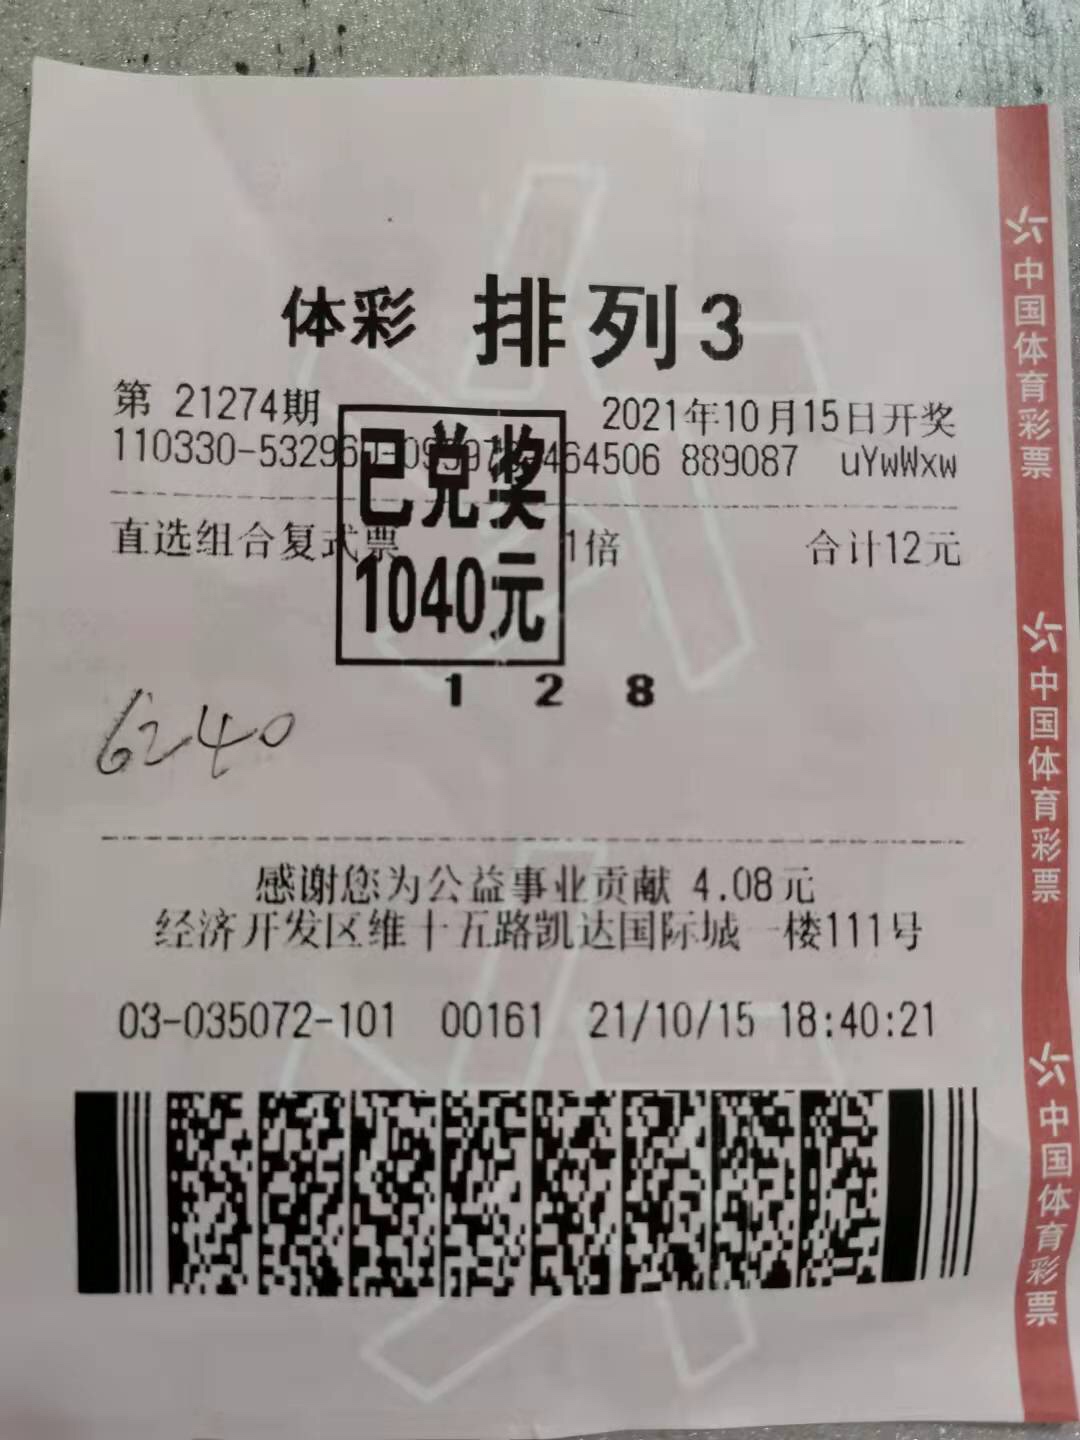 体彩 排列3
第 21274期 2021年10月15日开奖
110330-53296 464506 889087 uYwWxw
已兑奖
直选组合复式票 1倍 合计12元
1040元
1 2 8
6240
感谢您为公益事业贡献 4.08元
经济开发区维十五路凯达国际城一楼111号
03-035072-101 00161 21/10/15 18:40:21
中国体育彩票
中国体育彩票
中国体育彩票